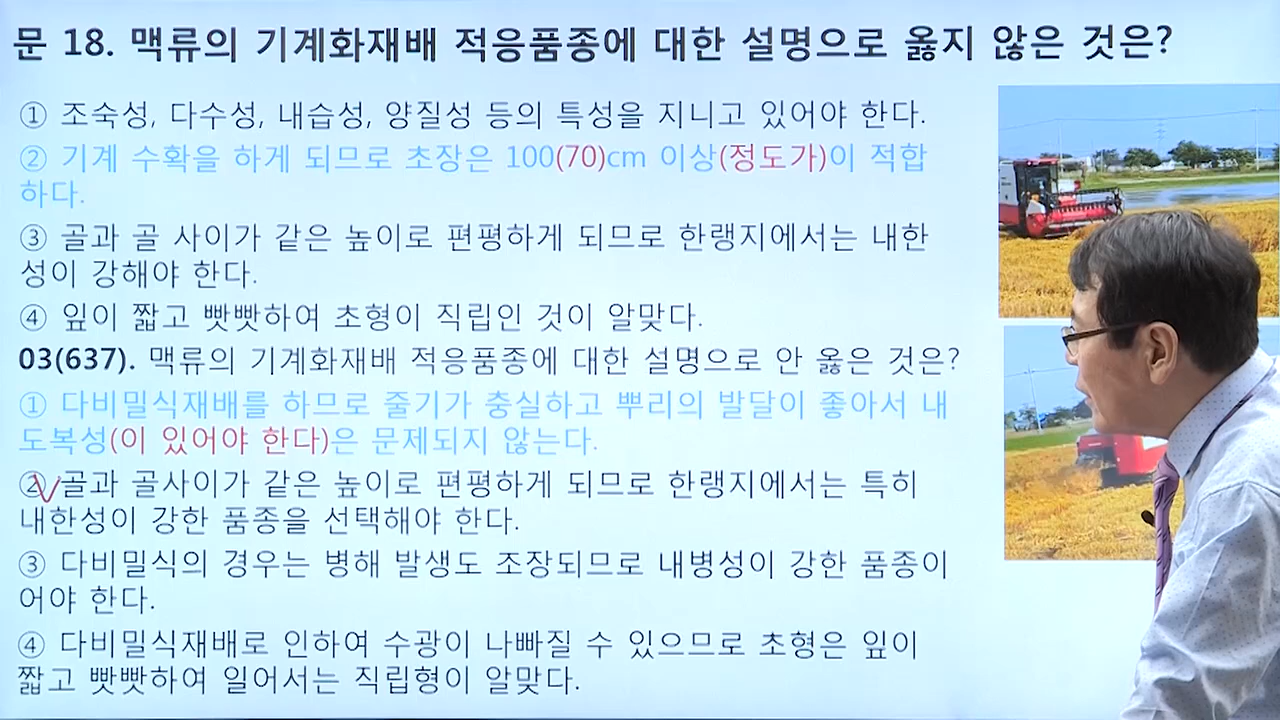 문 18. 맥류의 기계화재배 적응품종에 대한 설명으로 옳지 않은 것은?
① 조숙성, 다수성, 내습성, 양질성 등의 특성을 지니고 있어야 한다.
② 기계 수확을 하게 되므로 초장은 100(70)cm 이상(정도가)이 적합
하다.
③ 골과 골 사이가 같은 높이로 편평하게 되므로 한랭지에서는 내한
성이 강해야 한다.
④ 잎이 짧고 빳빳하여 초형이 직립인 것이 알맞다.
03(637). 맥류의 기계화재배 적응품종에 대한 설명으로 안 옳은 것은?
① 다비밀식재배를 하므로 줄기가 충실하고 뿌리의 발달이 좋아서 내
도복성(이 있어야 한다)은 문제되지 않는다.
② 골과 골사이가 같은 높이로 편평하게 되므로 한랭지에서는 특히
내한성이 강한 품종을 선택해야 한다.
③ 다비밀식의 경우는 병해 발생도 조장되므로 내병성이 강한 품종이
어야 한다.
④ 다비밀식재배로 인하여 수광이 나빠질 수 있으므로 초형은 잎이
짧고 빳빳하여 일어서는 직립형이 알맞다.